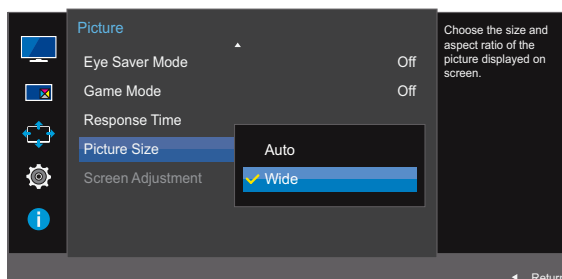 Picture
Eye Saver Mode Off
Game Mode Off
Response Time
Picture Size
Auto
Screen Adjustment
Wide
Choose the size and
aspect ratio of the
picture displayed on
screen.
Return